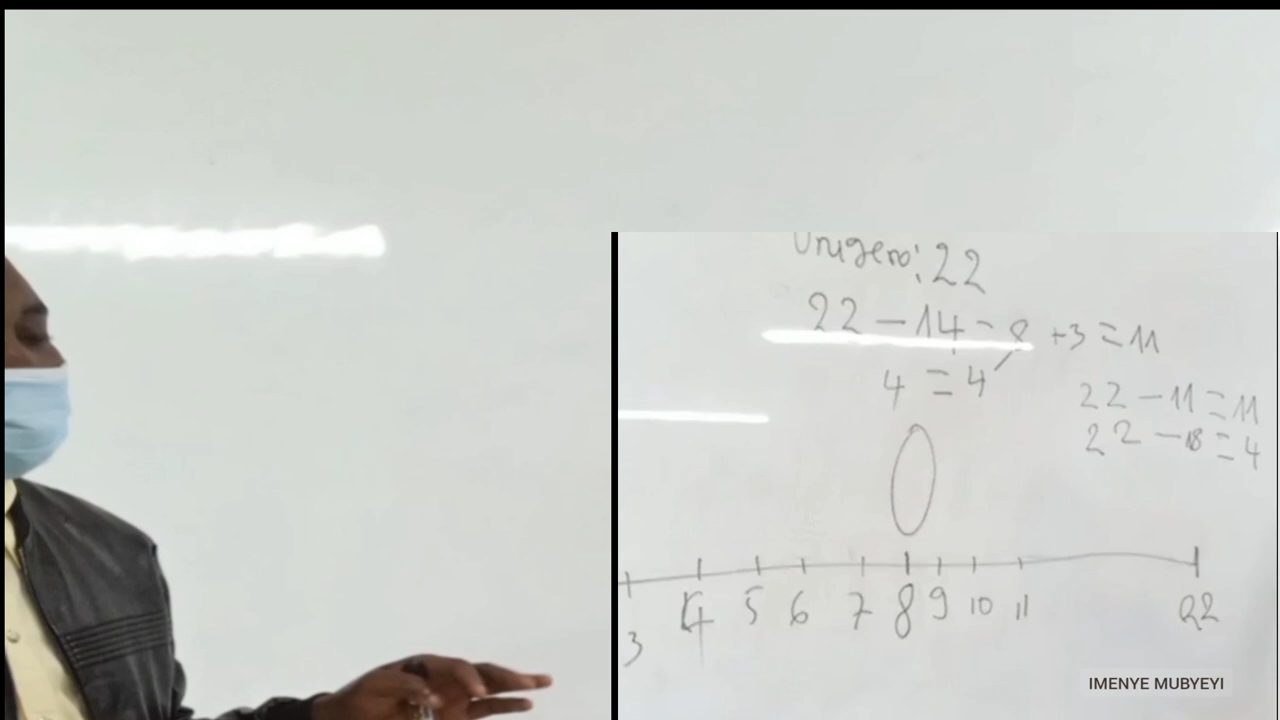 Urugero: 22
22 - 14 = 8 + 3 = 11
4 = 4
22 - 11 = 11
22 - 18 = 4
3 4 5 6 7 8 9 10 11 22
IMENYE MUBYEYI